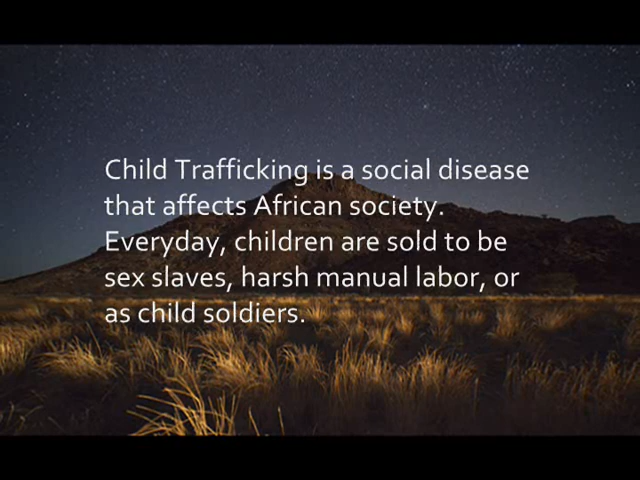 Child Trafficking is a social disease
that affects African society.
Everyday, children are sold to be
sex slaves, harsh manual labor, or
as child soldiers.